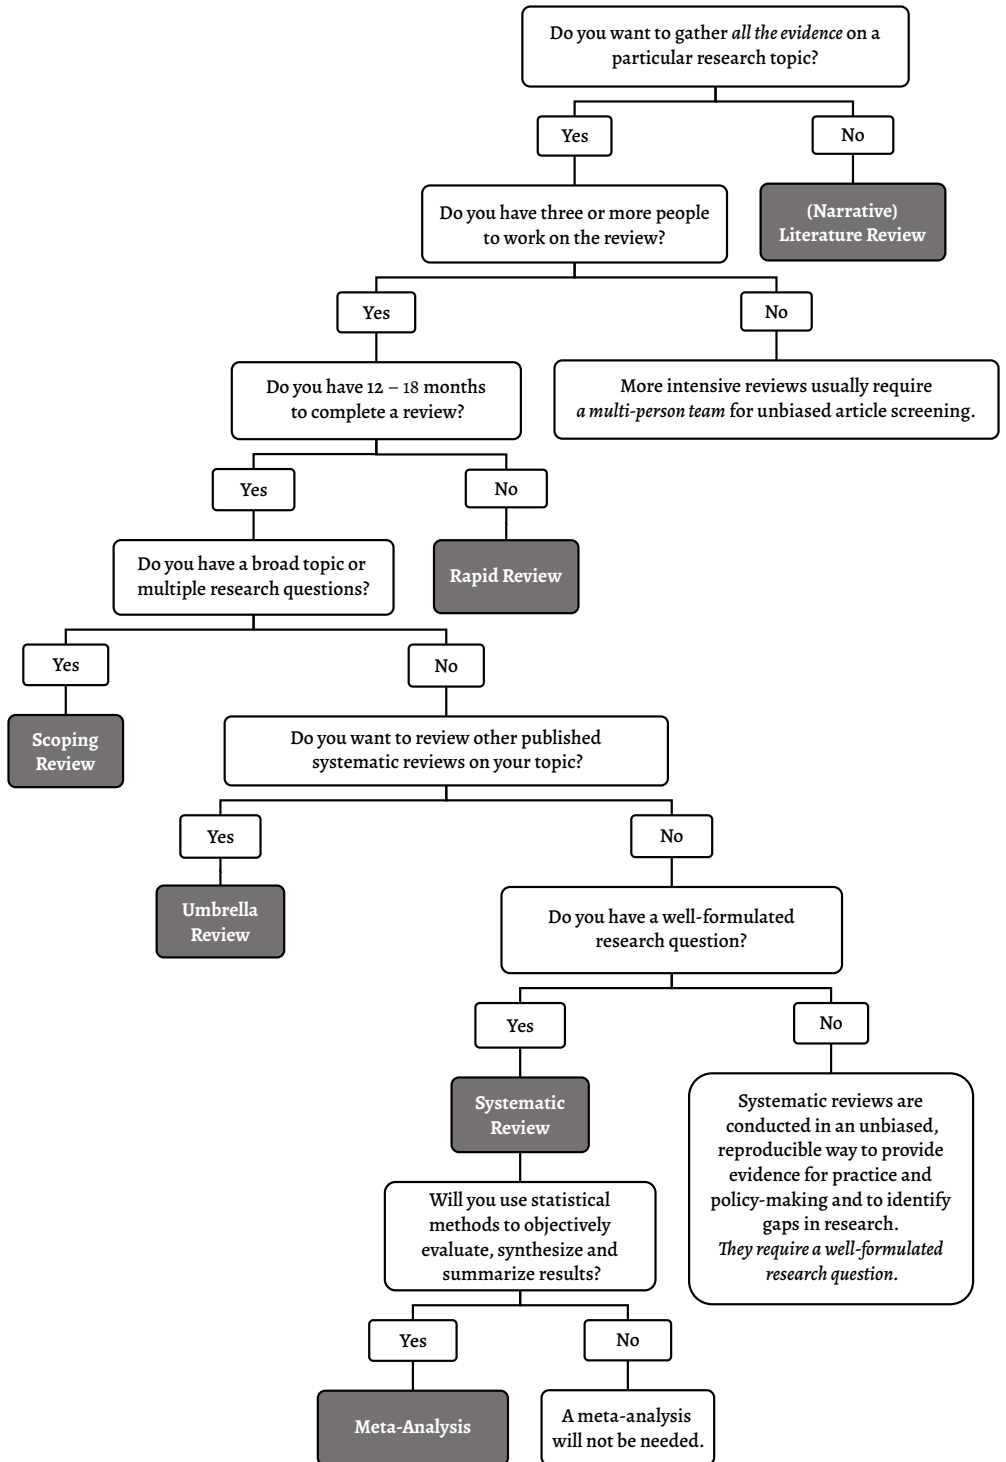 Do you want to gather all the evidence on a
particular research topic?
Yes
No
Do you have three or more people
to work on the review?
(Narrative)
Literature Review
Yes
No
Do you have 12 – 18 months
to complete a review?
More intensive reviews usually require
a multi-person team for unbiased article screening.
Yes
No
Do you have a broad topic or
multiple research questions?
Rapid Review
Yes
No
Scoping
Review
Do you want to review other published
systematic reviews on your topic?
Yes
No
Umbrella
Review
Do you have a well-formulated
research question?
Yes
No
Systematic
Review
Systematic reviews are
conducted in an unbiased,
reproducible way to provide
evidence for practice and
policy-making and to identify
gaps in research.
They require a well-formulated
research question.
Will you use statistical
methods to objectively
evaluate, synthesize and
summarize results?
Yes
No
Meta-Analysis
A meta-analysis
will not be needed.